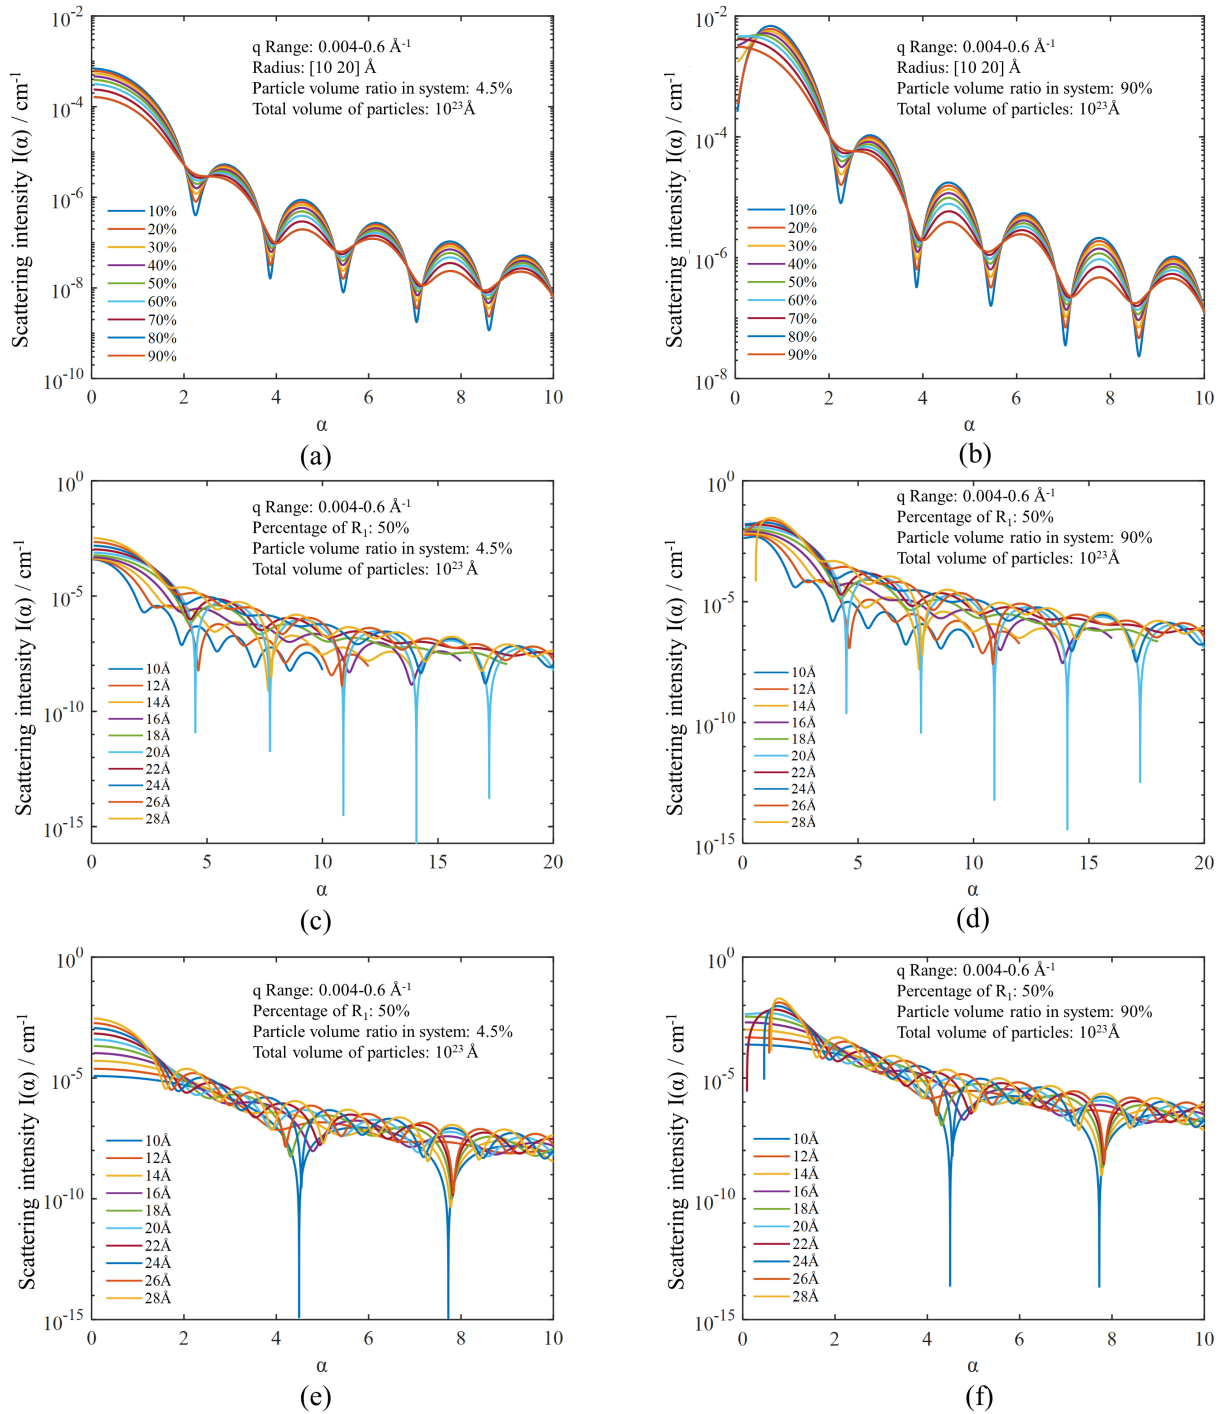 10-2
10-4
10-6
10-8
10-10
Scattering intensity I(α) / cm-1
q Range: 0.004-0.6 Å-1
Radius: [10 20] Å
Particle volume ratio in system: 4.5%
Total volume of particles: 1023Å
10%
20%
30%
40%
50%
60%
70%
80%
90%
0 2 4 6 8 10
α
(a)
10-2
10-4
10-6
10-8
Scattering intensity I(α) / cm-1
q Range: 0.004-0.6 Å-1
Radius: [10 20] Å
Particle volume ratio in system: 90%
Total volume of particles: 1023Å
10%
20%
30%
40%
50%
60%
70%
80%
90%
0 2 4 6 8 10
α
(b)
100
10-5
10-10
10-15
Scattering intensity I(α) / cm-1
q Range: 0.004-0.6 Å-1
Percentage of R1: 50%
Particle volume ratio in system: 4.5%
Total volume of particles: 1023 Å
10Å
12Å
14Å
16Å
18Å
20Å
22Å
24Å
26Å
28Å
0 5 10 15 20
α
(c)
100
10-5
10-10
10-15
Scattering intensity I(α) / cm-1
q Range: 0.004-0.6 Å-1
Percentage of R1: 50%
Particle volume ratio in system: 90%
Total volume of particles: 1023Å
10Å
12Å
14Å
16Å
18Å
20Å
22Å
24Å
26Å
28Å
0 5 10 15 20
α
(d)
100
10-5
10-10
10-15
Scattering intensity I(α) / cm-1
q Range: 0.004-0.6 Å-1
Percentage of R1: 50%
Particle volume ratio in system: 4.5%
Total volume of particles: 1023 Å
10Å
12Å
14Å
16Å
18Å
20Å
22Å
24Å
26Å
28Å
0 2 4 6 8 10
α
(e)
100
10-5
10-10
10-15
Scattering intensity I(α) / cm-1
q Range: 0.004-0.6 Å-1
Percentage of R1: 50%
Particle volume ratio in system: 90%
Total volume of particles: 1023Å
10Å
12Å
14Å
16Å
18Å
20Å
22Å
24Å
26Å
28Å
0 2 4 6 8 10
α
(f)